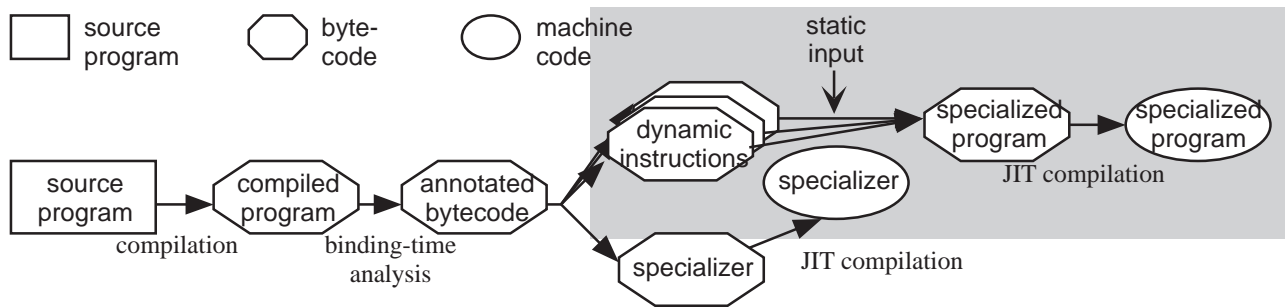 source
program
byte-
code
machine
code
static
input
dynamic
instructions
specialized
program
specialized
program
source
program
compiled
program
annotated
bytecode
specializer
JIT compilation
compilation
binding-time
analysis
specializer
JIT compilation